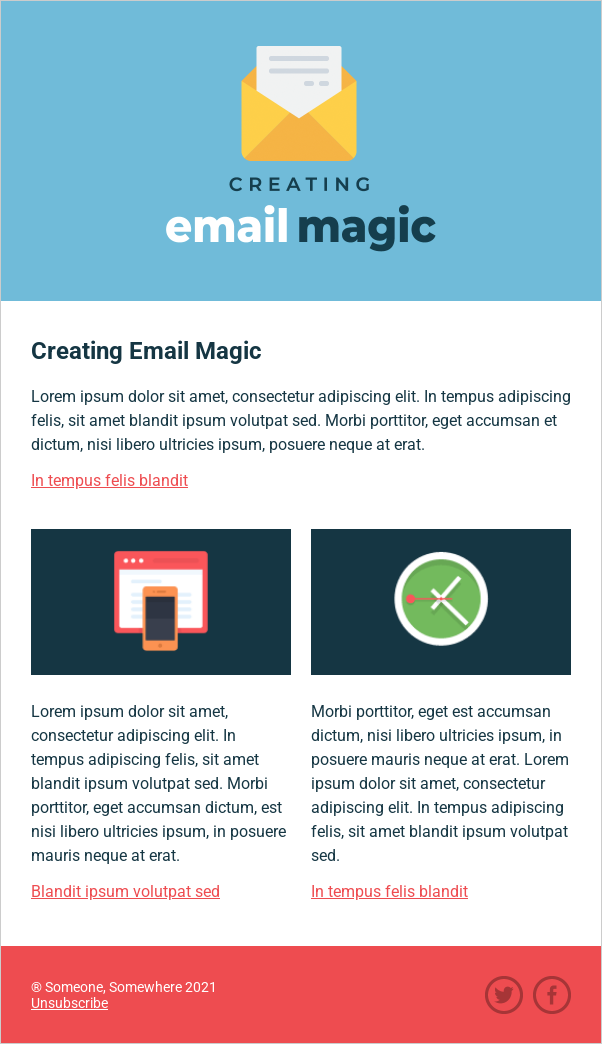 CREATING
email magic
Creating Email Magic
Lorem ipsum dolor sit amet, consectetur adipiscing elit. In tempus adipiscing
felis, sit amet blandit ipsum volutpat sed. Morbi porttitor, eget accumsan et
dictum, nisi libero ultricies ipsum, posuere neque at erat.
In tempus felis blandit
Lorem ipsum dolor sit amet,
consectetur adipiscing elit. In
tempus adipiscing felis, sit amet
blandit ipsum volutpat sed. Morbi
porttitor, eget accumsan dictum, est
nisi libero ultricies ipsum, in posuere
mauris neque at erat.
Blandit ipsum volutpat sed
Morbi porttitor, eget est accumsan
dictum, nisi libero ultricies ipsum, in
posuere mauris neque at erat. Lorem
ipsum dolor sit amet, consectetur
adipiscing elit. In tempus adipiscing
felis, sit amet blandit ipsum volutpat
sed.
In tempus felis blandit
® Someone, Somewhere 2021
Unsubscribe